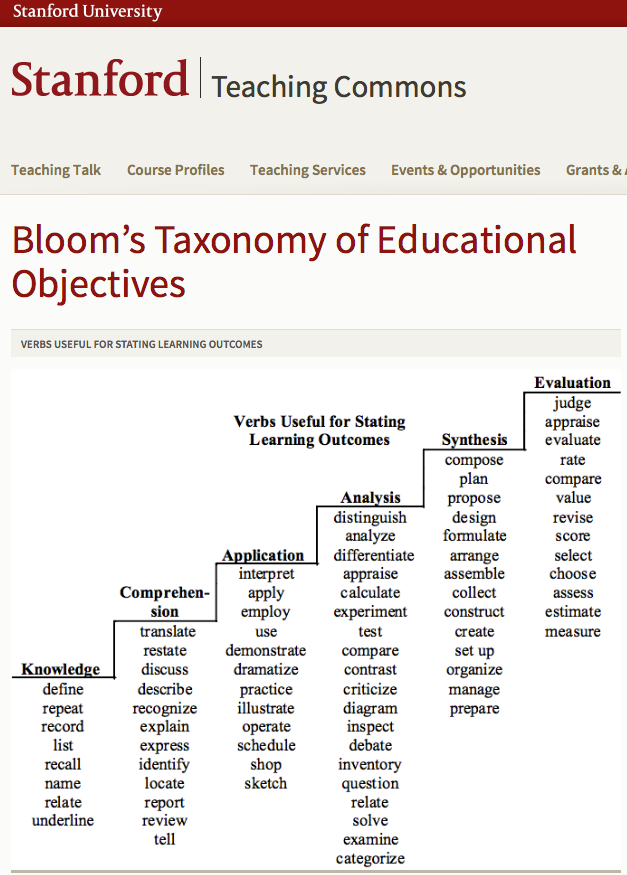 Stanford University
Stanford | Teaching Commons
Teaching Talk Course Profiles Teaching Services Events & Opportunities Grants &
Bloom's Taxonomy of Educational
Objectives
VERBS USEFUL FOR STATING LEARNING OUTCOMES
Verbs Useful for Stating
Learning Outcomes
Knowledge
define
repeat
record
list
recall
name
relate
underline
Comprehen-
sion
translate
restate
discuss
describe
recognize
explain
express
identify
locate
report
review
tell
Application
interpret
apply
employ
use
demonstrate
dramatize
practice
illustrate
operate
schedule
shop
sketch
Analysis
distinguish
analyze
differentiate
appraise
calculate
experiment
test
compare
contrast
criticize
diagram
inspect
debate
inventory
question
relate
solve
examine
categorize
Synthesis
compose
plan
propose
design
formulate
arrange
assemble
collect
construct
create
set up
organize
manage
prepare
Evaluation
judge
appraise
evaluate
rate
compare
value
revise
score
select
choose
assess
estimate
measure